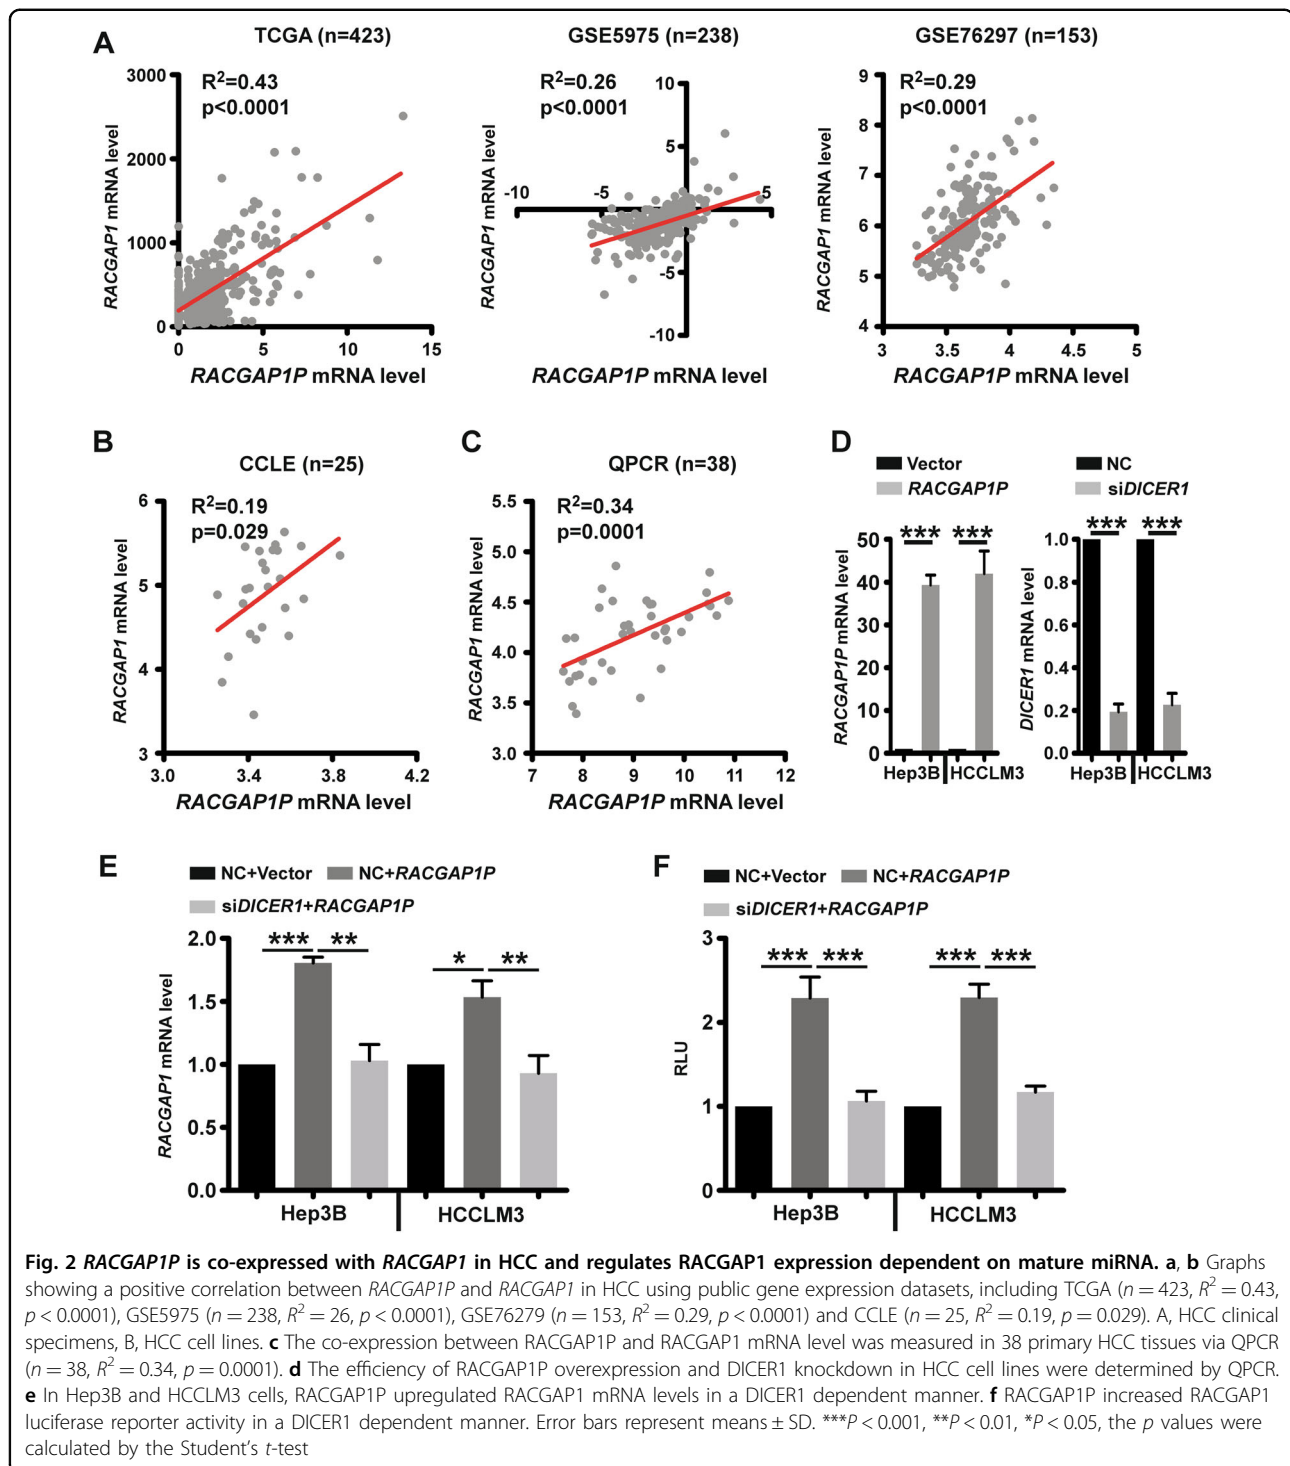 A
TCGA (n=423)
GSE5975 (n=238)
GSE76297 (n=153)
R²=0.43
p<0.0001
RACGAP1 mRNA level
3000
2000
1000
0
0 5 10 15
RACGAP1P mRNA level
R²=0.26
p<0.0001
RACGAP1 mRNA level
10
5
-10 -5 5
-5
-10
RACGAP1P mRNA level
R²=0.29
p<0.0001
RACGAP1 mRNA level
9
8
7
6
5
4
3 3.5 4 4.5 5
RACGAP1P mRNA level
B
CCLE (n=25)
R²=0.19
p=0.029
RACGAP1 mRNA level
6
5
4
3
3.0 3.4 3.8 4.2
RACGAP1P mRNA level
C
QPCR (n=38)
R²=0.34
p=0.0001
RACGAP1 mRNA level
5.5
5.0
4.5
4.0
3.5
3.0
7 8 9 10 11 12
RACGAP1P mRNA level
D
Vector
RACGAP1P
*** ***
RACGAP1P mRNA level
50
40
30
20
10
0
Hep3B HCCLM3
NC
siDICER1
*** ***
DICER1 mRNA level
1.0
0.8
0.6
0.4
0.2
0.0
Hep3B HCCLM3
E
NC+Vector NC+RACGAP1P
siDICER1+RACGAP1P
*** ** * **
RACGAP1 mRNA level
2.0
1.5
1.0
0.5
0.0
Hep3B HCCLM3
F
NC+Vector NC+RACGAP1P
siDICER1+RACGAP1P
*** *** *** ***
RLU
3
2
1
0
Hep3B HCCLM3
Fig. 2 RACGAP1P is co-expressed with RACGAP1 in HCC and regulates RACGAP1 expression dependent on mature miRNA. a, b Graphs
showing a positive correlation between RACGAP1P and RACGAP1 in HCC using public gene expression datasets, including TCGA (n = 423, R² = 0.43,
p < 0.0001), GSE5975 (n = 238, R² = 26, p < 0.0001), GSE76279 (n = 153, R² = 0.29, p < 0.0001) and CCLE (n = 25, R² = 0.19, p = 0.029). A, HCC clinical
specimens, B, HCC cell lines. c The co-expression between RACGAP1P and RACGAP1 mRNA level was measured in 38 primary HCC tissues via QPCR
(n = 38, R² = 0.34, p = 0.0001). d The efficiency of RACGAP1P overexpression and DICER1 knockdown in HCC cell lines were determined by QPCR.
e In Hep3B and HCCLM3 cells, RACGAP1P upregulated RACGAP1 mRNA levels in a DICER1 dependent manner. f RACGAP1P increased RACGAP1
luciferase reporter activity in a DICER1 dependent manner. Error bars represent means ± SD. ***P < 0.001, **P < 0.01, *P < 0.05, the p values were
calculated by the Student's t-test